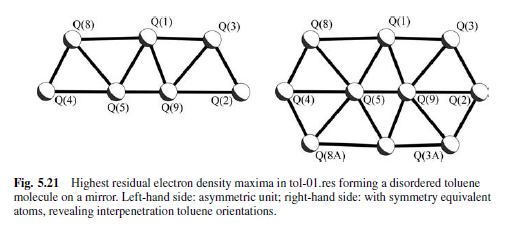 Q(8) Q(1) Q(3) Q(8) Q(1) Q(3)
Q(4) Q(5) Q(9) Q(2) Q(4) Q(5) Q(9) Q(2)
Q(8A) Q(3A)
Fig. 5.21 Highest residual electron density maxima in tol-01.res forming a disordered toluene
molecule on a mirror. Left-hand side: asymmetric unit; right-hand side: with symmetry equivalent
atoms, revealing interpenetration toluene orientations.